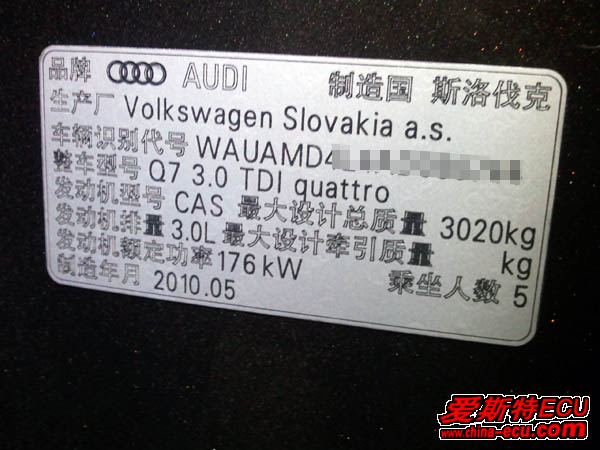 品牌 AUDI 制造国 斯洛伐克
生产厂 Volkswagen Slovakia a.s.
车辆识别代号 WAUAMD4
整车型号 Q7 3.0 TDI quattro
发动机型号 CAS 最大设计总质量 3020kg
发动机排量 3.0L 最大设计牵引质量 kg
发动机额定功率 176kW 乘坐人数 5
制造年月 2010.05
爱斯特ECU
www.china-ecu.com